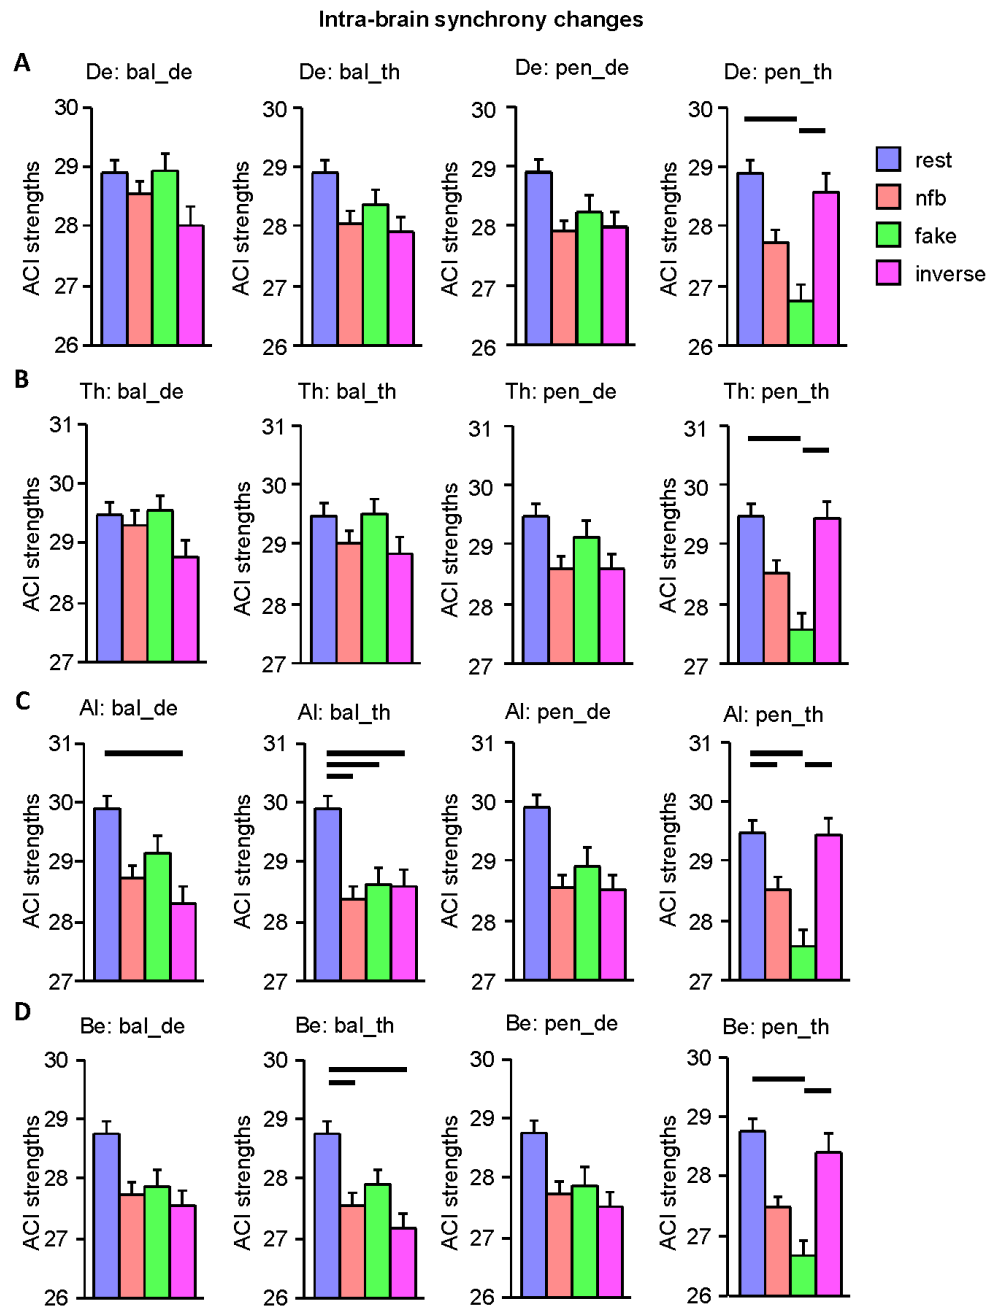 Intra-brain synchrony changes
A
De: bal_de
De: bal_th
De: pen_de
De: pen_th
30
29
28
27
26
ACI strengths
30
29
28
27
26
ACI strengths
30
29
28
27
26
ACI strengths
30
29
28
27
26
ACI strengths
rest
nfb
fake
inverse
B
Th: bal_de
Th: bal_th
Th: pen_de
Th: pen_th
31
30
29
28
27
ACI strengths
31
30
29
28
27
ACI strengths
31
30
29
28
27
ACI strengths
31
30
29
28
27
ACI strengths
C
Al: bal_de
Al: bal_th
Al: pen_de
Al: pen_th
31
30
29
28
27
ACI strengths
31
30
29
28
27
ACI strengths
31
30
29
28
27
ACI strengths
31
30
29
28
27
ACI strengths
D
Be: bal_de
Be: bal_th
Be: pen_de
Be: pen_th
30
29
28
27
26
ACI strengths
30
29
28
27
26
ACI strengths
30
29
28
27
26
ACI strengths
30
29
28
27
26
ACI strengths